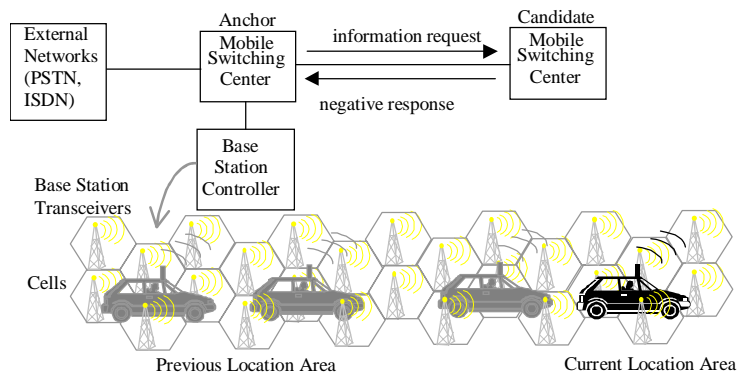 External
Networks
(PSTN,
ISDN)
Anchor
Mobile
Switching
Center
information request
negative response
Candidate
Mobile
Switching
Center
Base
Station
Controller
Base Station
Transceivers
Cells
Previous Location Area
Current Location Area